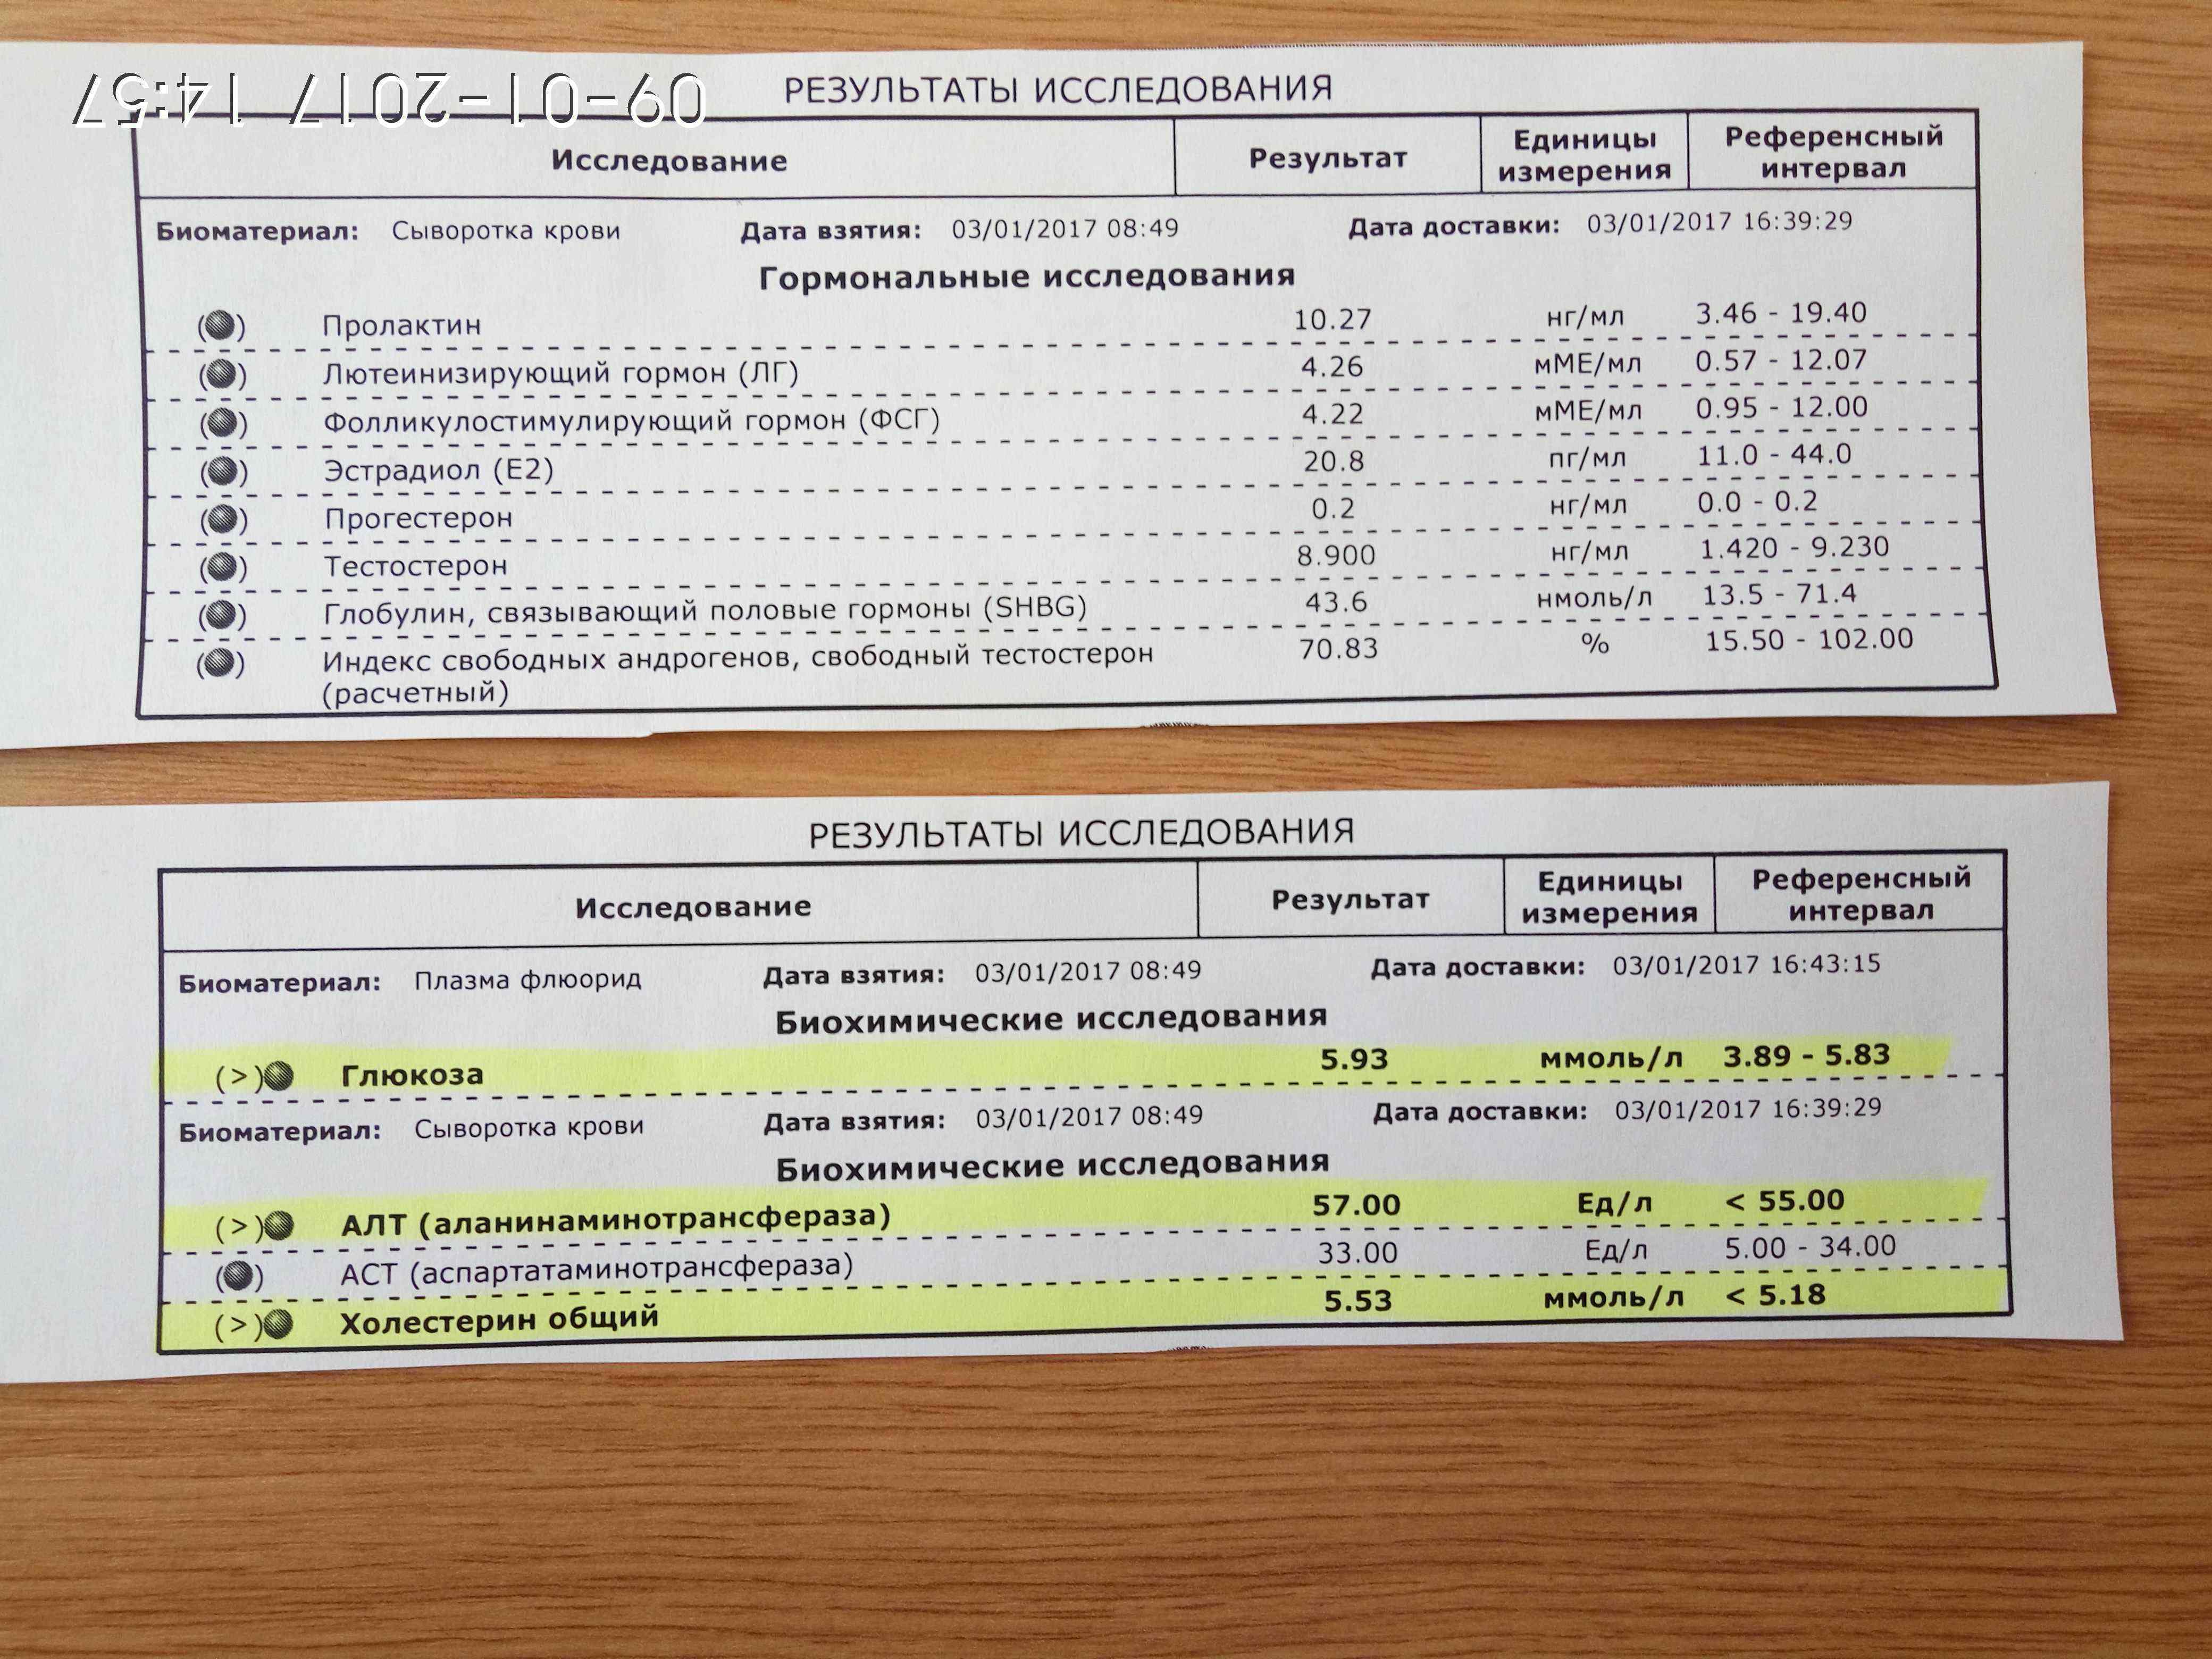 09-01-2017 14:57
РЕЗУЛЬТАТЫ ИССЛЕДОВАНИЯ
Исследование Результат Единицы измерения Референсный интервал
Биоматериал: Сыворотка крови Дата взятия: 03/01/2017 08:49 Дата доставки: 03/01/2017 16:39:29
Гормональные исследования
Пролактин 10.27 нг/мл 3.46 - 19.40
Лютеинизирующий гормон (ЛГ) 4.26 мМЕ/мл 0.57 - 12.07
Фолликулостимулирующий гормон (ФСГ) 4.22 мМЕ/мл 0.95 - 12.00
Эстрадиол (Е2) 20.8 пг/мл 11.0 - 44.0
Прогестерон 0.2 нг/мл 0.0 - 0.2
Тестостерон 8.900 нг/мл 1.420 - 9.230
Глобулин, связывающий половые гормоны (SHBG) 43.6 нмоль/л 13.5 - 71.4
Индекс свободных андрогенов, свободный тестостерон 70.83 % 15.50 - 102.00
(расчетный)
РЕЗУЛЬТАТЫ ИССЛЕДОВАНИЯ
Исследование Результат Единицы измерения Референсный интервал
Биоматериал: Плазма флюорид Дата взятия: 03/01/2017 08:49 Дата доставки: 03/01/2017 16:43:15
Биохимические исследования
(>) Глюкоза 5.93 ммоль/л 3.89 - 5.83
Биоматериал: Сыворотка крови Дата взятия: 03/01/2017 08:49 Дата доставки: 03/01/2017 16:39:29
Биохимические исследования
(>) АЛТ (аланинаминотрансфераза) 57.00 Ед/л < 55.00
АСТ (аспартатаминотрансфераза) 33.00 Ед/л 5.00 - 34.00
(>) Холестерин общий 5.53 ммоль/л < 5.18